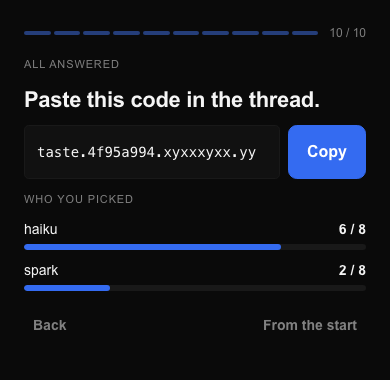 10 / 10
ALL ANSWERED
Paste this code in the thread.
taste.4f95a994.xyxxxyxx.yy
Copy
WHO YOU PICKED
haiku 6 / 8
spark 2 / 8
Back From the start